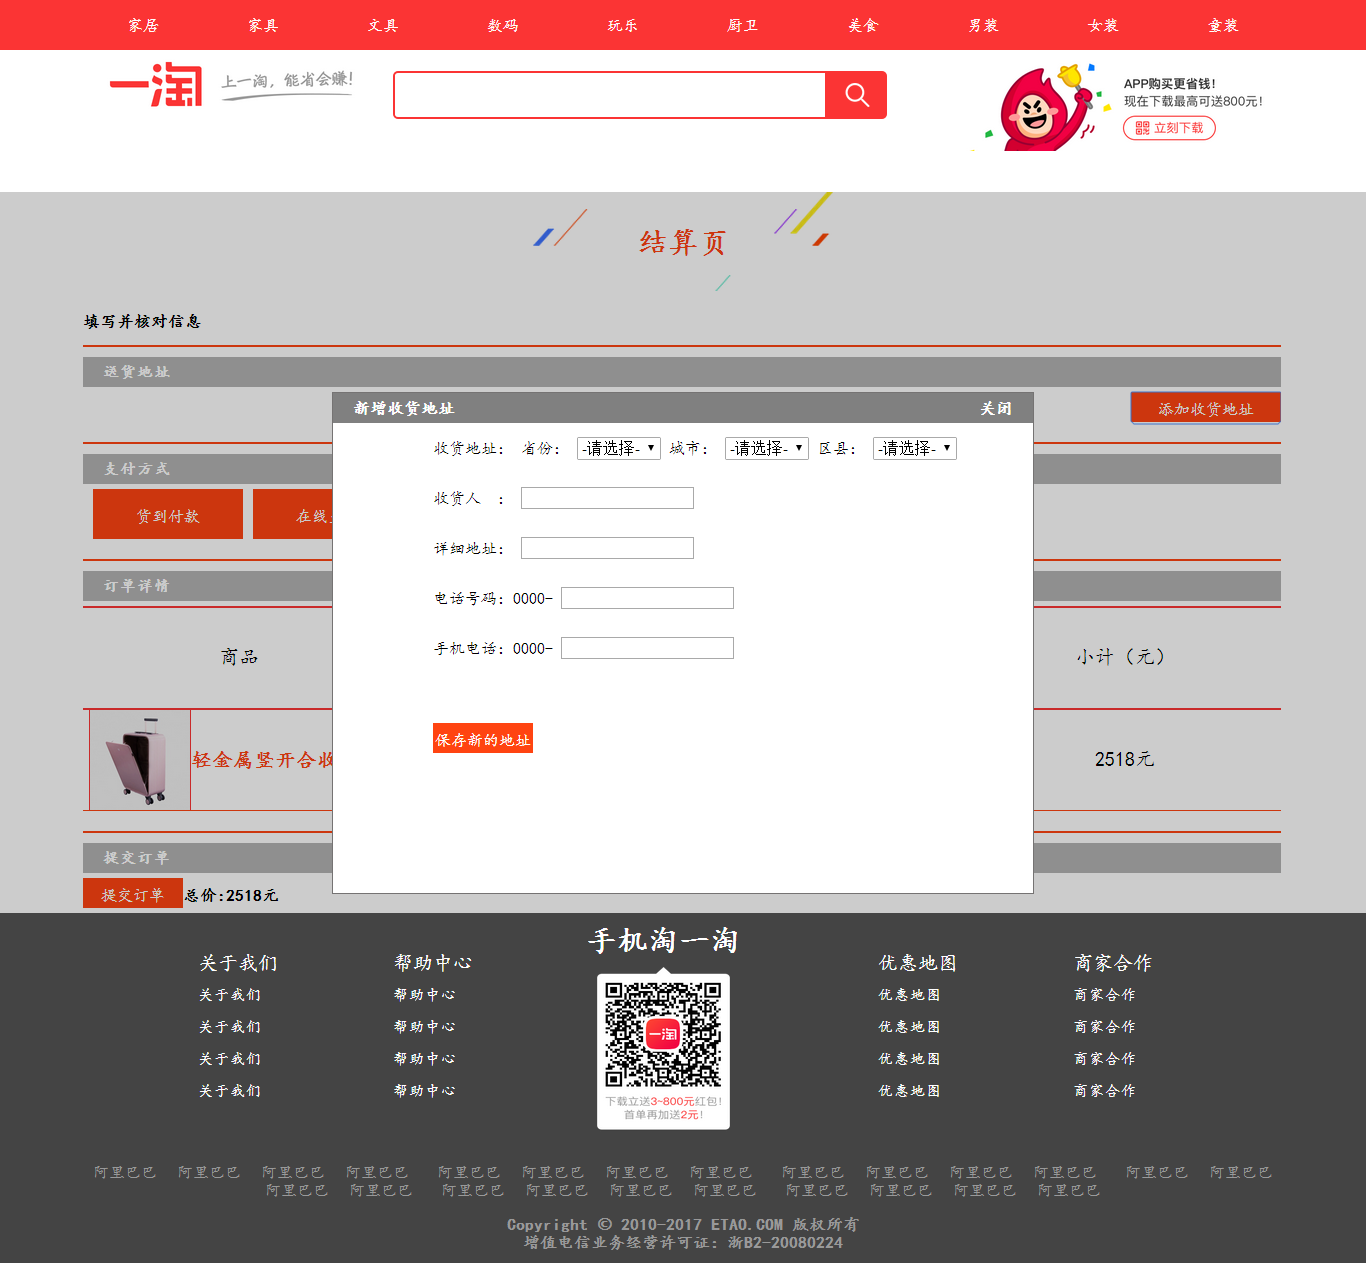 家居 家具 文具 数码 玩乐 厨卫 美食 男装 女装 童装
一淘 上一淘，能省会赚!
APP购买更省钱!
现在下载最高可送800元!
立刻下载
结算页
填写并核对信息
送货地址
添加收货地址
新增收货地址 关闭
收货地址： 省份： -请选择- 城市： -请选择- 区县： -请选择-
收货人 ：
详细地址：
电话号码：0000-
手机电话：0000-
保存新的地址
支付方式
货到付款 在线
订单详情
商品 小计（元）
轻金属竖开合收 2518元
提交订单
提交订单 总价:2518元
手机淘一淘
关于我们 帮助中心 优惠地图 商家合作
关于我们 帮助中心 优惠地图 商家合作
关于我们 帮助中心 优惠地图 商家合作
关于我们 帮助中心 优惠地图 商家合作
关于我们 帮助中心 优惠地图 商家合作
一淘
下载立送3~800元红包!
首单再加送2元!
阿里巴巴 阿里巴巴 阿里巴巴 阿里巴巴 阿里巴巴 阿里巴巴 阿里巴巴 阿里巴巴 阿里巴巴 阿里巴巴 阿里巴巴 阿里巴巴 阿里巴巴 阿里巴巴
阿里巴巴 阿里巴巴 阿里巴巴 阿里巴巴 阿里巴巴 阿里巴巴 阿里巴巴 阿里巴巴 阿里巴巴 阿里巴巴
Copyright © 2010-2017 ETAO.COM 版权所有
增值电信业务经营许可证：浙B2-20080224